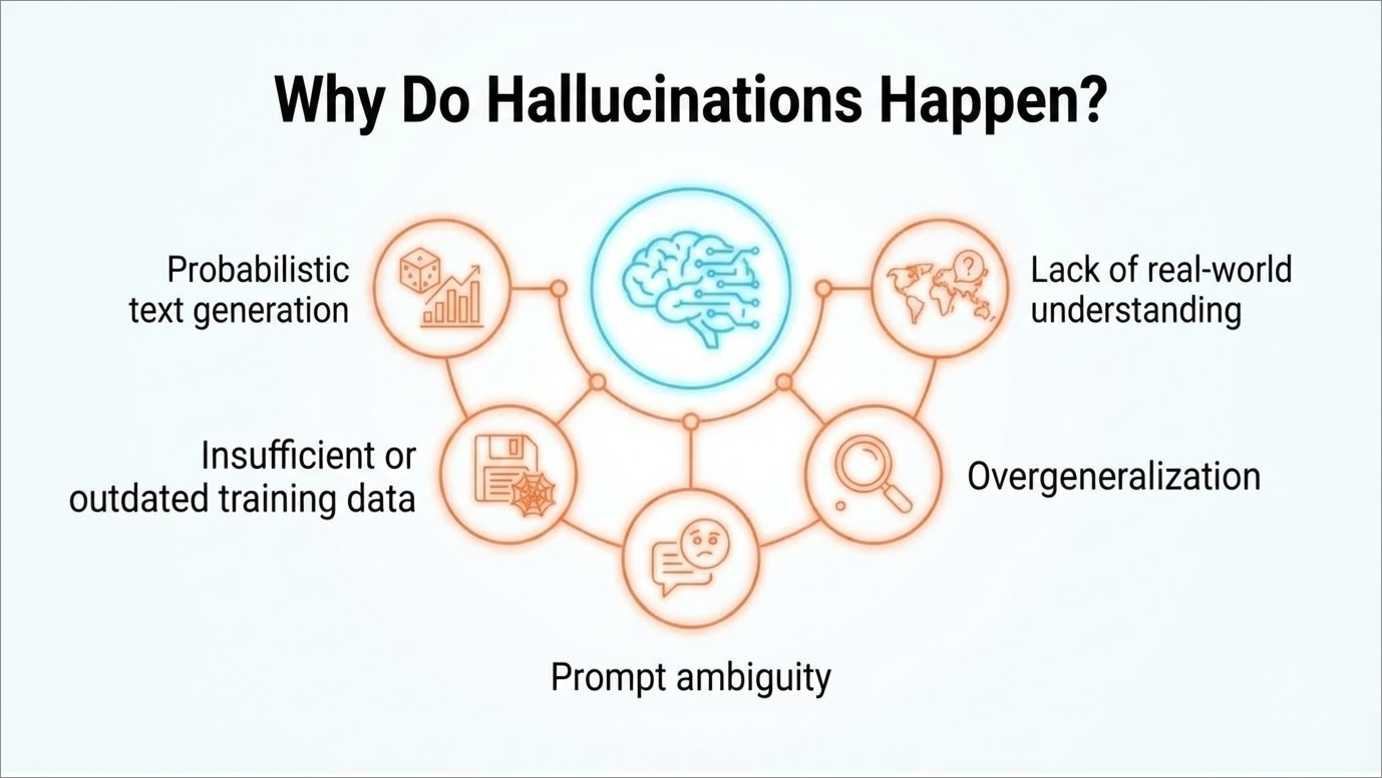 Why Do Hallucinations Happen?
Probabilistic
text generation
Lack of real-world
understanding
Insufficient or
outdated training data
Overgeneralization
Prompt ambiguity